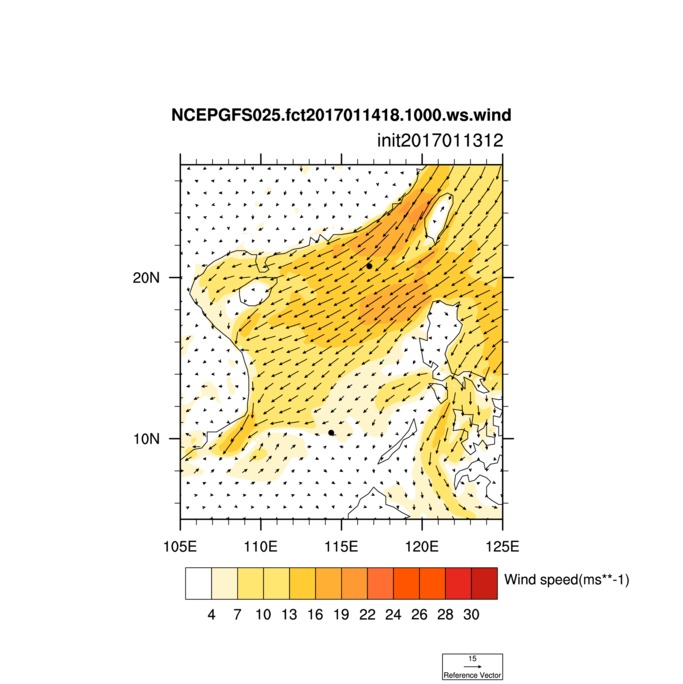 NCEPGFS025.fct2017011418.1000.ws.wind
init2017011312
20N
10N
105E 110E 115E 120E 125E
Wind speed(ms**-1)
4 7 10 13 16 19 22 24 26 28 30
15
Reference Vector